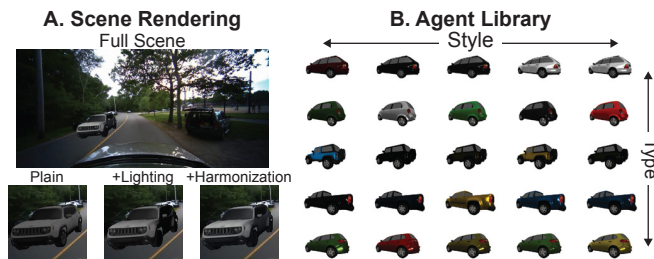 A. Scene Rendering
Full Scene
Plain
+Lighting
+Harmonization
B. Agent Library
Style
Type